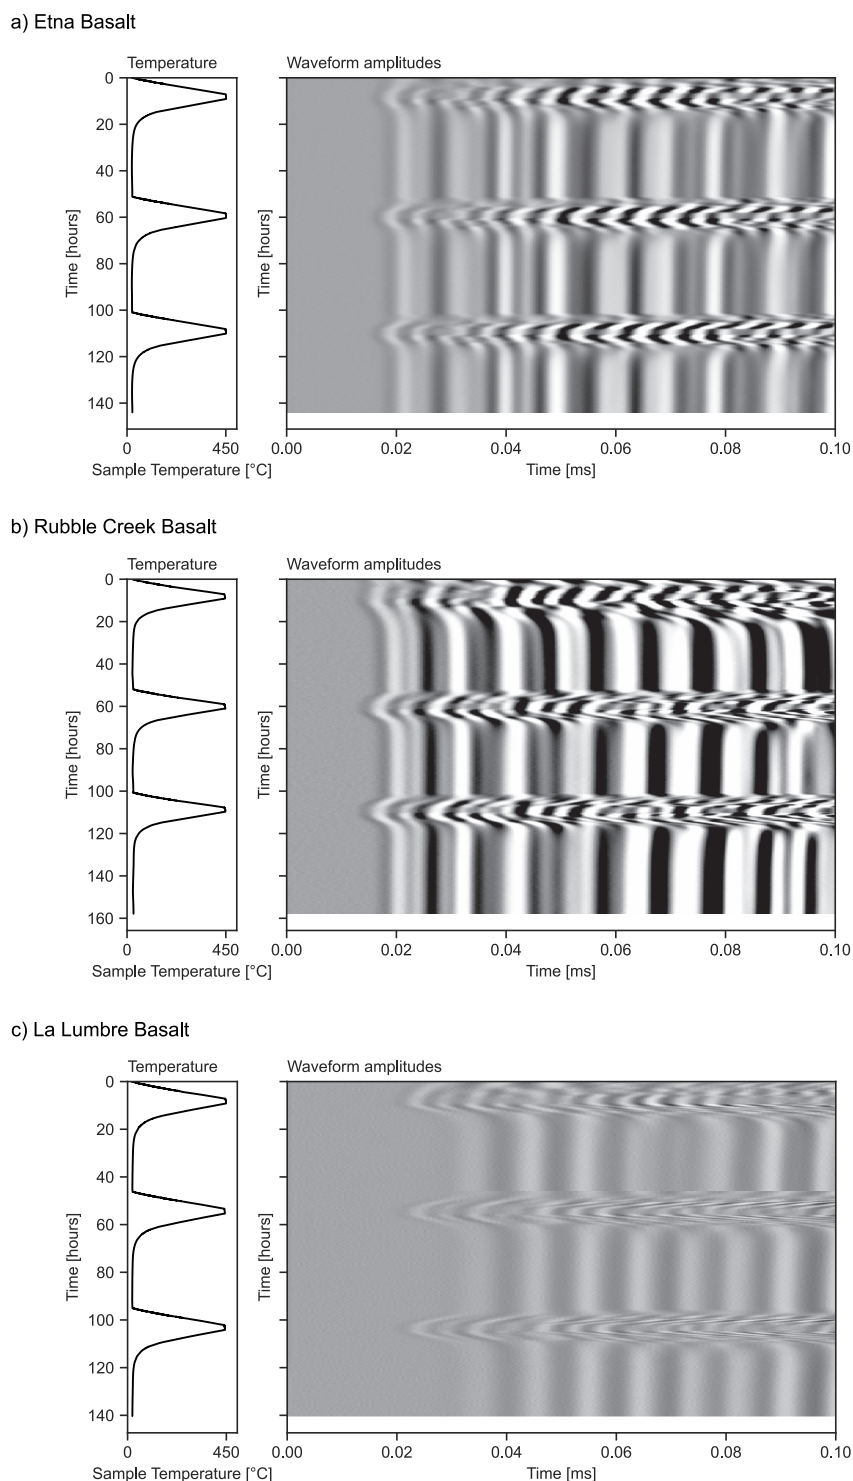 a) Etna Basalt
Temperature
Waveform amplitudes
0
20
40
60
80
100
120
140
Time [hours]
Time [hours]
0
450
0.00
0.02
0.04
0.06
0.08
0.10
Sample Temperature [°C]
Time [ms]
b) Rubble Creek Basalt
Temperature
Waveform amplitudes
0
20
40
60
80
100
120
140
160
Time [hours]
Time [hours]
0
450
0.00
0.02
0.04
0.06
0.08
0.10
Sample Temperature [°C]
Time [ms]
c) La Lumbre Basalt
Temperature
Waveform amplitudes
0
20
40
60
80
100
120
140
Time [hours]
Time [hours]
0
450
0.00
0.02
0.04
0.06
0.08
0.10
Sample Temperature [°C]
Time [ms]